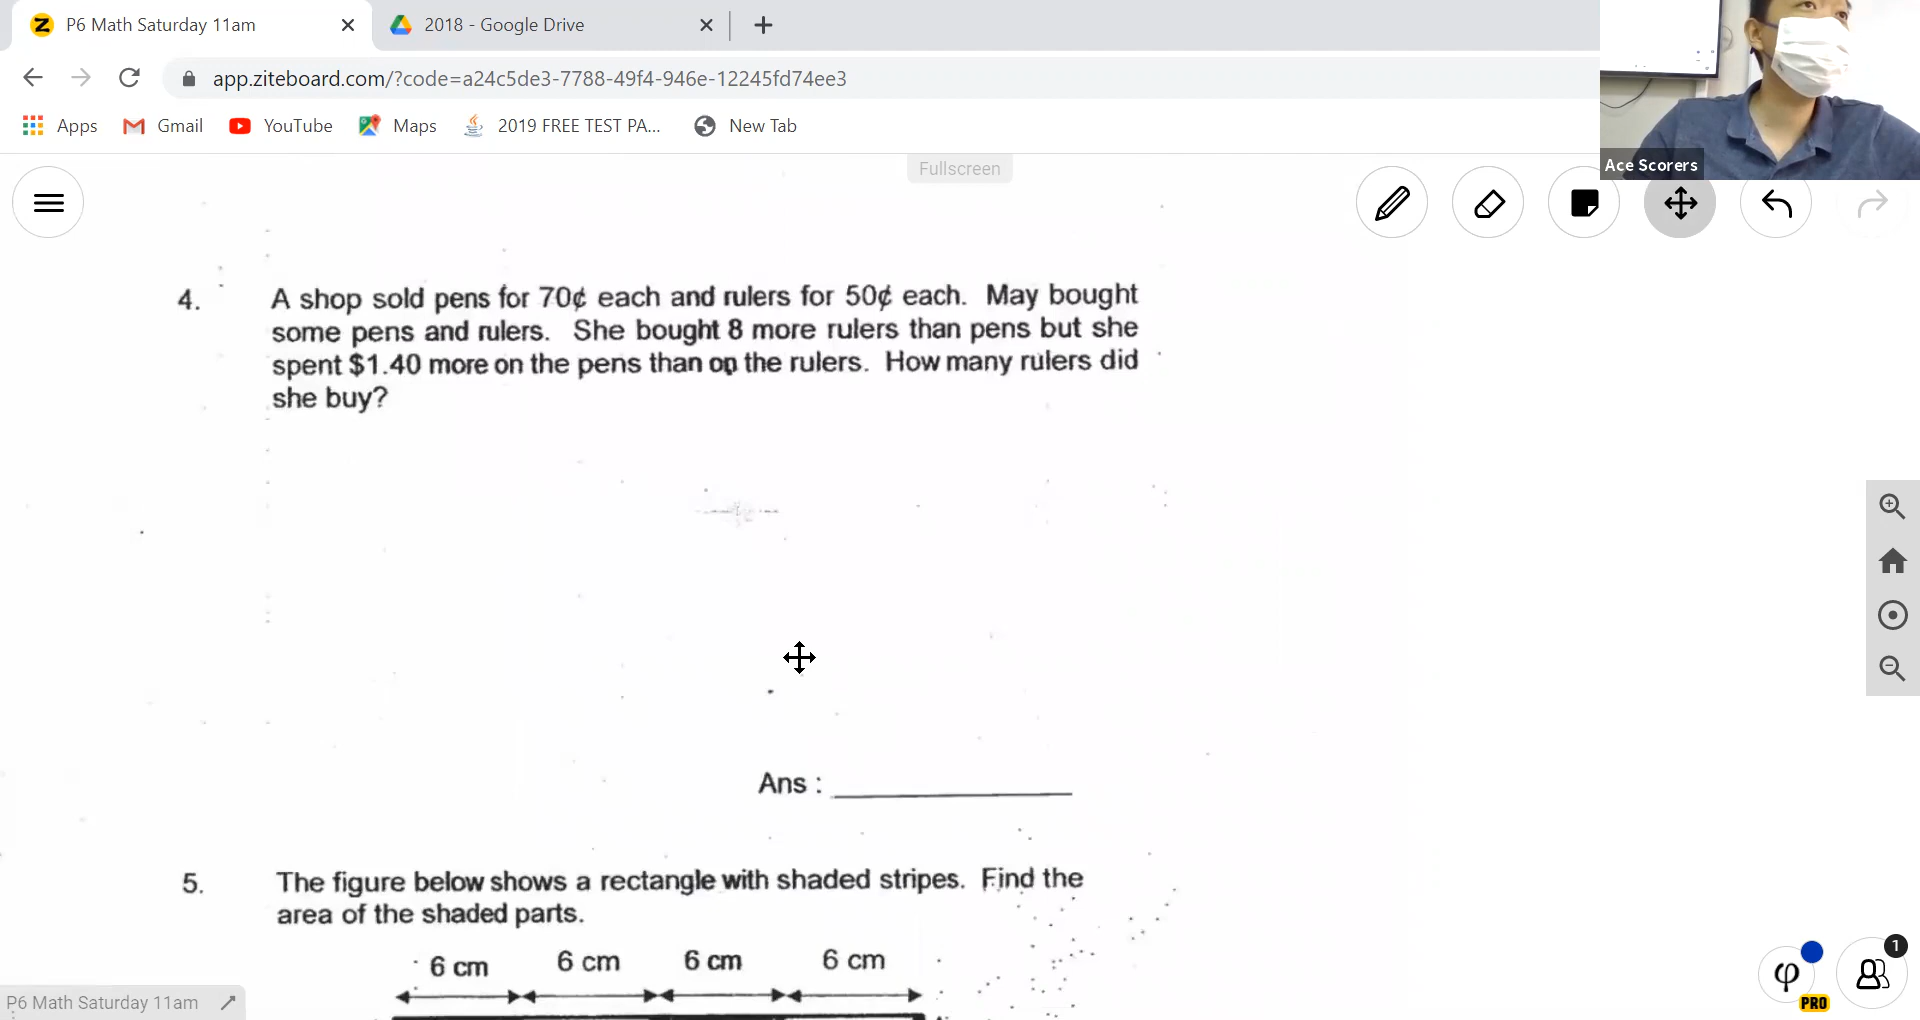 P6 Math Saturday 11am
2018 - Google Drive
app.ziteboard.com/?code=a24c5de3-7788-49f4-946e-12245fd74ee3
Apps
Gmail
YouTube
Maps
2019 FREE TEST PA...
New Tab
Ace Scorers
Fullscreen
4. A shop sold pens for 70¢ each and rulers for 50¢ each. May bought
some pens and rulers. She bought 8 more rulers than pens but she
spent $1.40 more on the pens than on the rulers. How many rulers did
she buy?
Ans :
5. The figure below shows a rectangle with shaded stripes. Find the
area of the shaded parts.
6 cm 6 cm 6 cm 6 cm
P6 Math Saturday 11am
φ
PRO
1